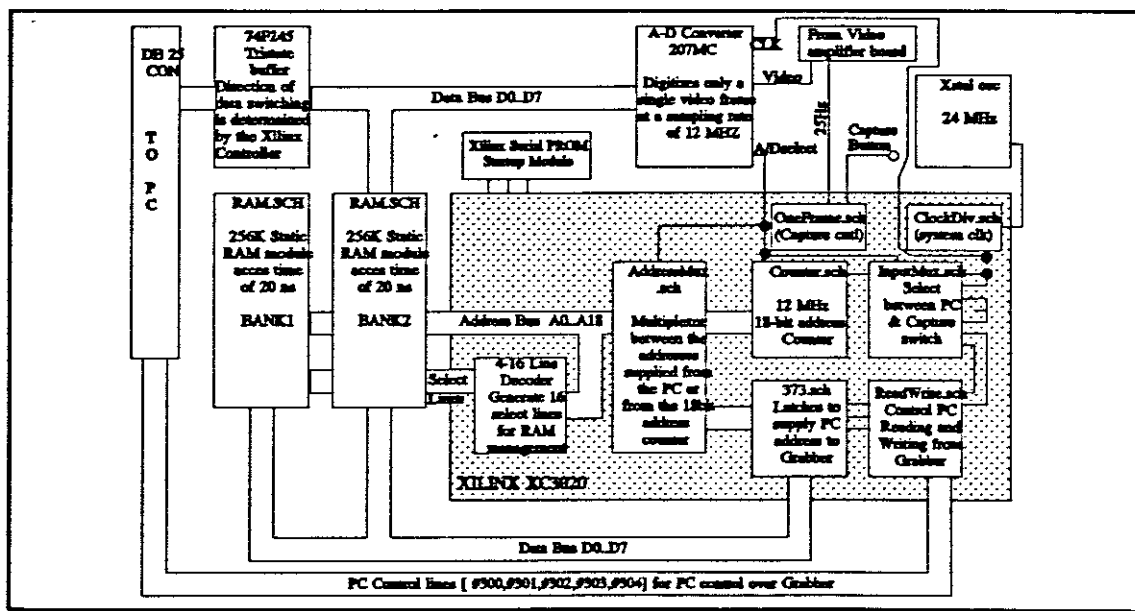 DB 25
CON
T
O
P
C
74F245
Tristate
buffer
Direction of
data switching
is determined
by the Xilinx
Controller
Data Bus D0..D7
A-D Converter
207MC
Digitizes only a
single video frame
at a sampling rate
of 12 MHZ
CLK
Video
A/Dselect
From Video
amplifier board
25Hz
Capture
Button
Xstal osc
24 MHz
Xilinx Serial PROM
Startup Module
RAM.SCH
256K Static
RAM module
acces time
of 20 ns
BANK1
RAM.SCH
256K Static
RAM module
acces time
of 20 ns
BANK2
Address Bus A0..A18
Select
Lines
4-16 Line
Decoder
Generate 16
select lines
for RAM
management
AddressMux
.sch
Multiplexor
between the
addresses
supplied from
the PC or
from the 18bit
address
counter
OneFrame.sch
(Capture cntl)
ClockDiv.sch
(system clk)
Counter.sch
12 MHz
18-bit address
Counter
InputMux.sch
Select
between PC
& Capture
switch
373.sch
Latches to
supply PC
address to
Grabber
ReadWrite.sch
Control PC
Reading and
Writing from
Grabber
XILINX XC3020
Data Bus D0..D7
PC Control lines [ #300,#301,#302,#303,#304] for PC control over Grabber